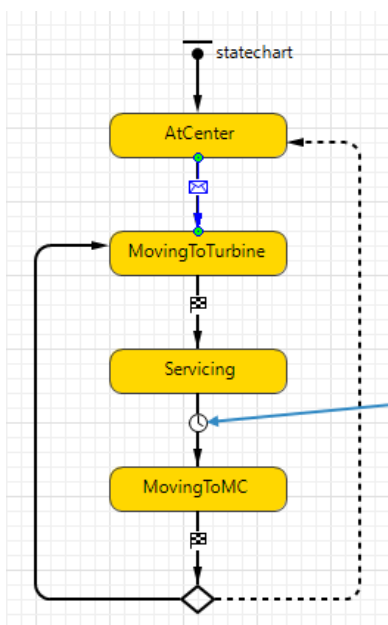 statechart
AtCenter
MovingToTurbine
Servicing
MovingToMC